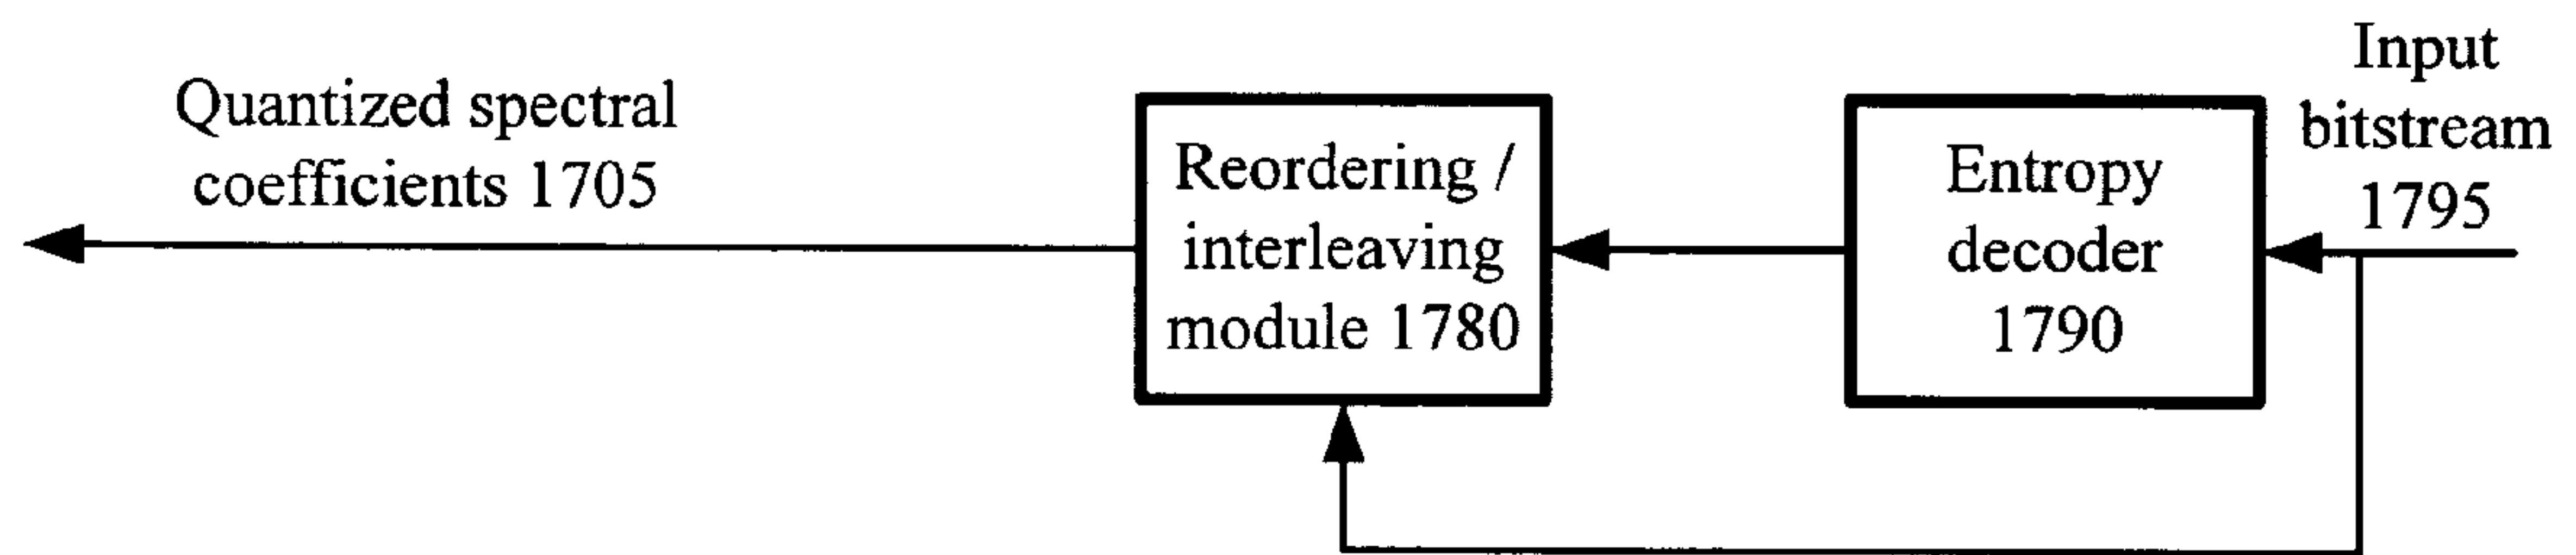 Quantized spectral
coefficients 1705
Reordering /
interleaving
module 1780
Entropy
decoder
1790
Input
bitstream
1795